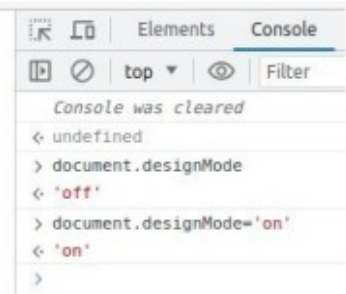 Elements Console
top Filter
Console was cleared
undefined
> document.designMode
'off'
> document.designMode='on'
'on'
>